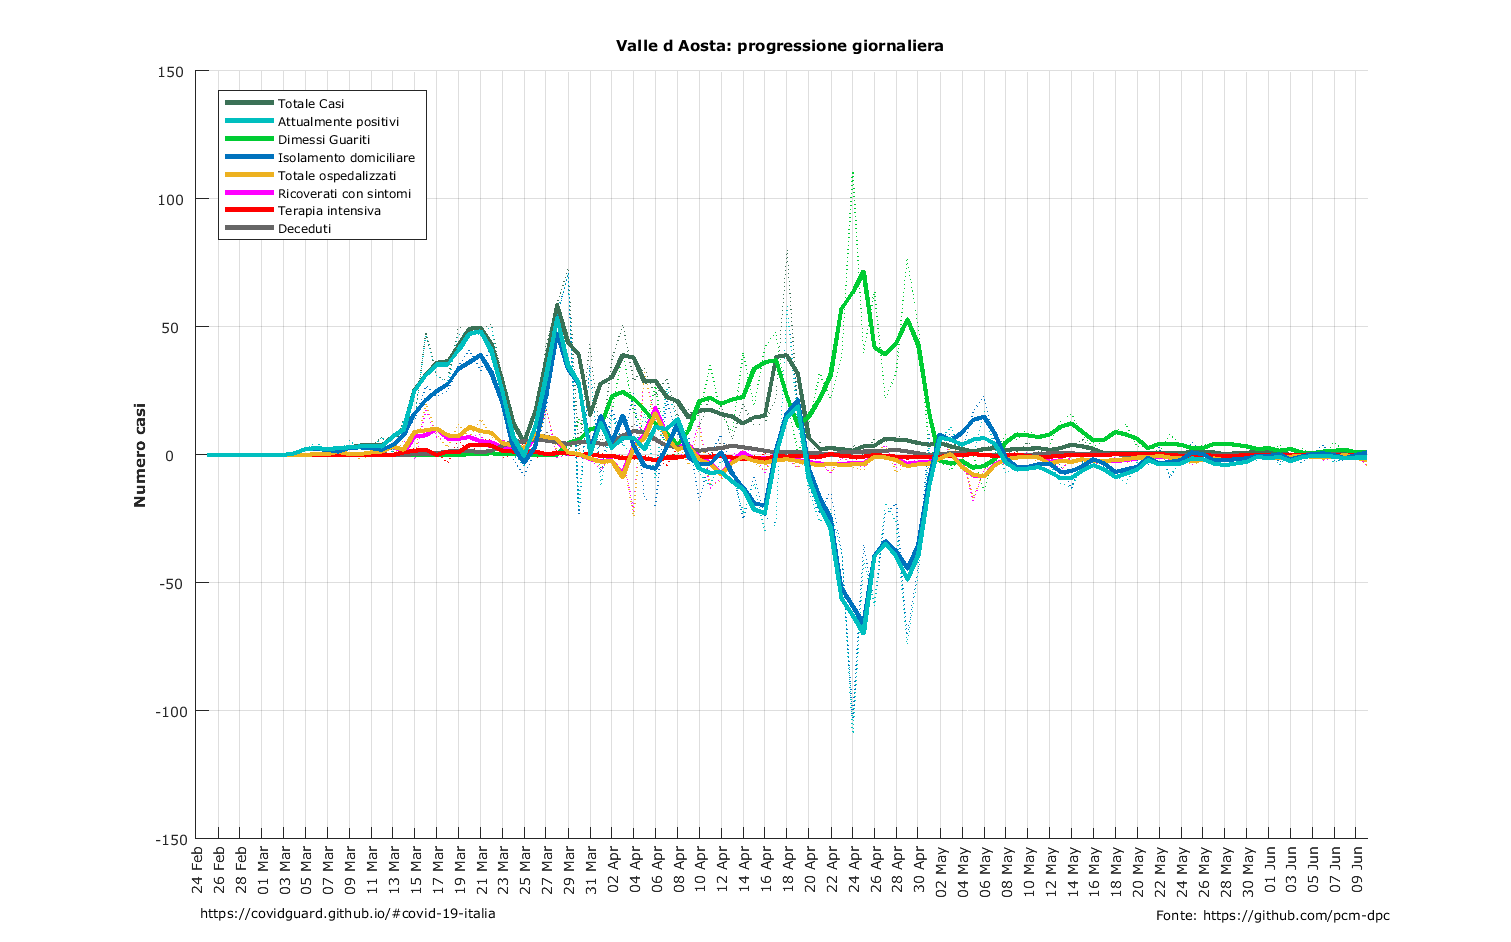 Valle d Aosta: progressione giornaliera
150
100
50
0
-50
-100
-150
Numero casi
Totale Casi
Attualmente positivi
Dimessi Guariti
Isolamento domiciliare
Totale ospedalizzati
Ricoverati con sintomi
Terapia intensiva
Deceduti
24 Feb
26 Feb
28 Feb
01 Mar
03 Mar
05 Mar
07 Mar
09 Mar
11 Mar
13 Mar
15 Mar
17 Mar
19 Mar
21 Mar
23 Mar
25 Mar
27 Mar
29 Mar
31 Mar
02 Apr
04 Apr
06 Apr
08 Apr
10 Apr
12 Apr
14 Apr
16 Apr
18 Apr
20 Apr
22 Apr
24 Apr
26 Apr
28 Apr
30 Apr
02 May
04 May
06 May
08 May
10 May
12 May
14 May
16 May
18 May
20 May
22 May
24 May
26 May
28 May
30 May
01 Jun
03 Jun
05 Jun
07 Jun
09 Jun
https://covidguard.github.io/#covid-19-italia
Fonte: https://github.com/pcm-dpc